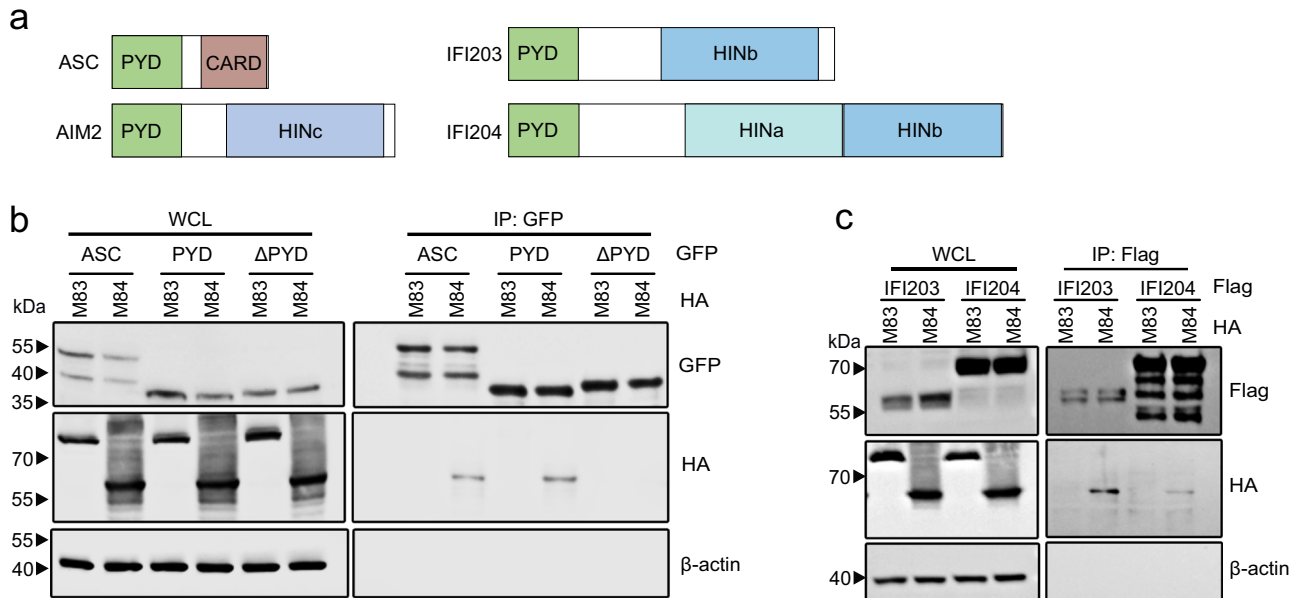 a
ASC PYD CARD
AIM2 PYD HINc
IFI203 PYD HINb
IFI204 PYD HINa HINb
b
WCL IP: GFP
ASC PYD ΔPYD ASC PYD ΔPYD GFP
M83 M84 M83 M84 M83 M84 M83 M84 M83 M84 M83 M84 HA
kDa
55
40
35
GFP
70
55
HA
55
40
β-actin
c
WCL IP: Flag
IFI203 IFI204 IFI203 IFI204 Flag
M83 M84 M83 M84 M83 M84 M83 M84 HA
kDa
70
55
Flag
70
HA
40
β-actin